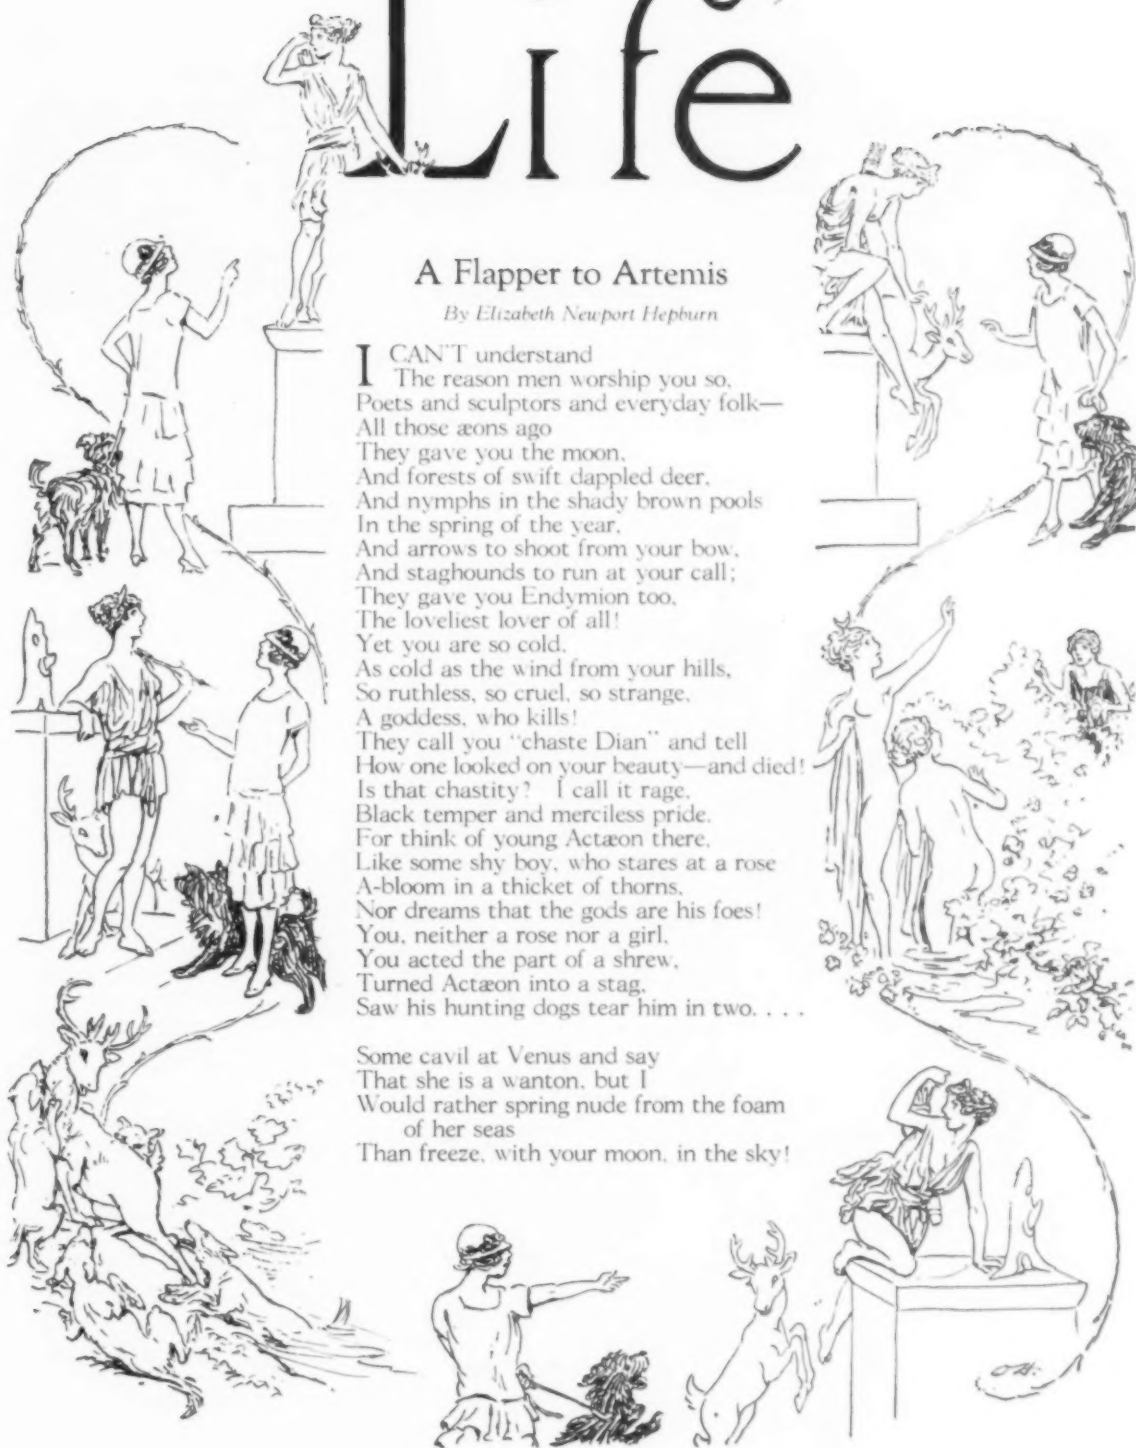 Life
A Flapper to Artemis
By Elizabeth Newport Hepburn
I CAN'T understand
The reason men worship you so,
Poets and sculptors and everyday folk—
All those æons ago
They gave you the moon,
And forests of swift dappled deer,
And nymphs in the shady brown pools
In the spring of the year,
And arrows to shoot from your bow,
And staghounds to run at your call;
They gave you Endymion too,
The loveliest lover of all!
Yet you are so cold,
As cold as the wind from your hills,
So ruthless, so cruel, so strange,
A goddess, who kills!
They call you "chaste Dian" and tell
How one looked on your beauty—and died!
Is that chastity? I call it rage,
Black temper and merciless pride.
For think of young Actæon there,
Like some shy boy, who stares at a rose
A-bloom in a thicket of thorns,
Nor dreams that the gods are his foes!
You, neither a rose nor a girl,
You acted the part of a shrew,
Turned Actæon into a stag,
Saw his hunting dogs tear him in two. . . .
Some cavil at Venus and say
That she is a wanton, but I
Would rather spring nude from the foam
of her seas
Than freeze, with your moon, in the sky!